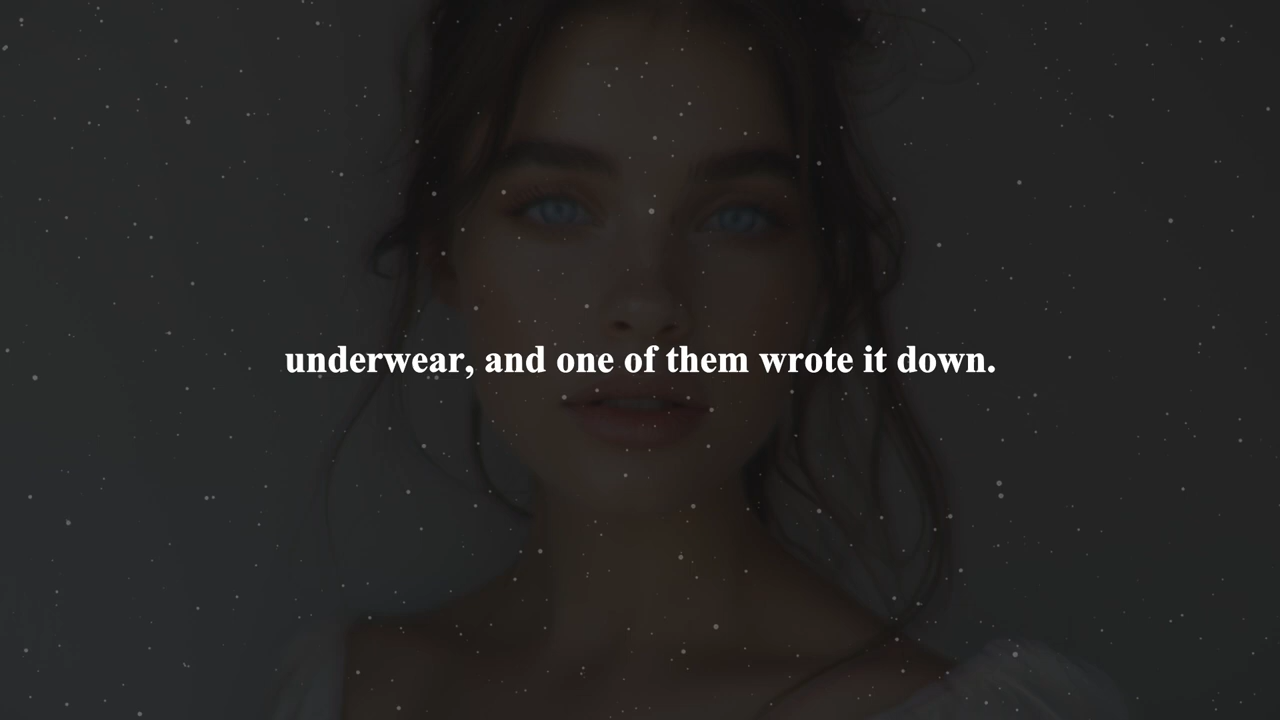 underwear, and one of them wrote it down.